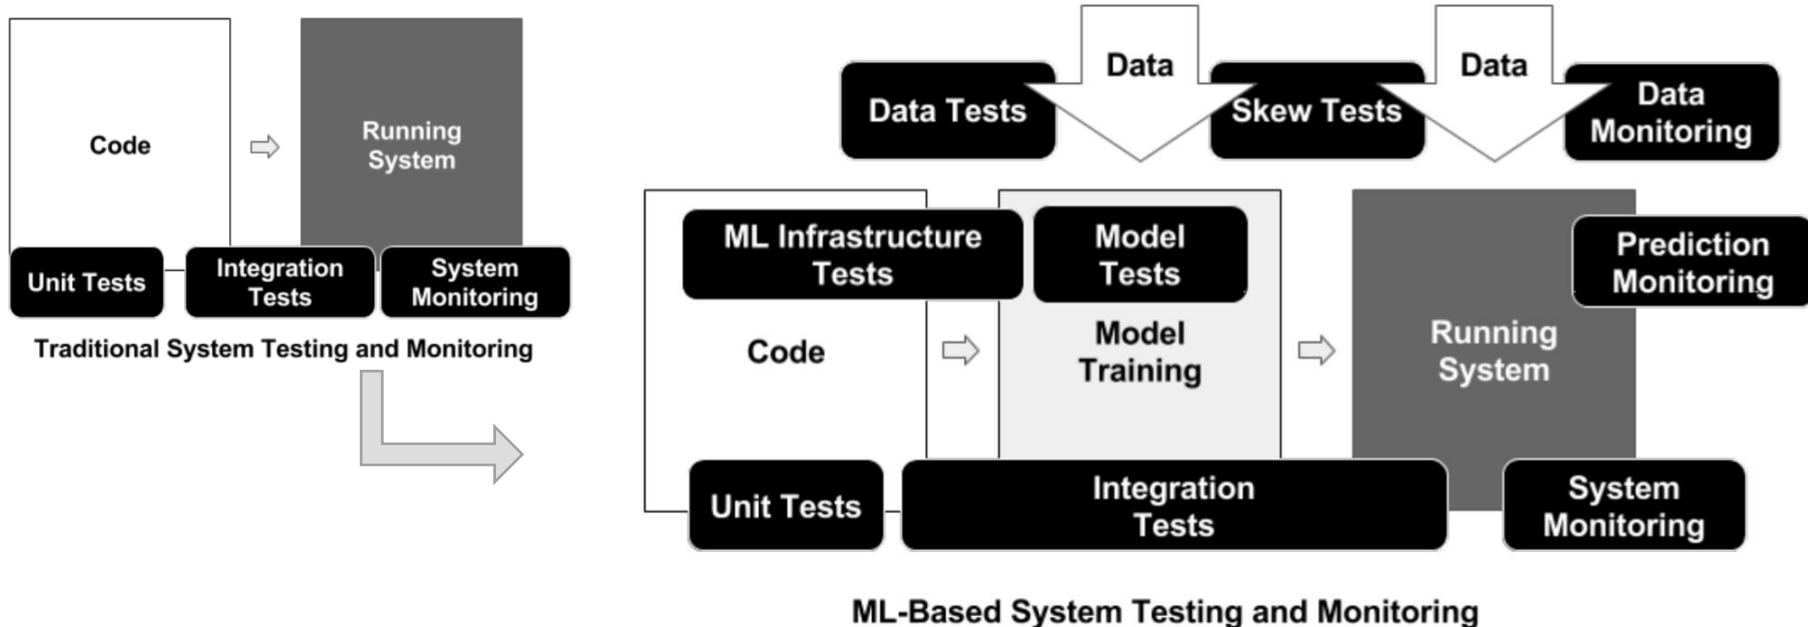 Code
Running
System
Unit Tests
Integration
Tests
System
Monitoring
Traditional System Testing and Monitoring
Data
Data
Data Tests
Skew Tests
Data
Monitoring
ML Infrastructure
Tests
Model
Tests
Prediction
Monitoring
Code
Model
Training
Running
System
Unit Tests
Integration
Tests
System
Monitoring
ML-Based System Testing and Monitoring